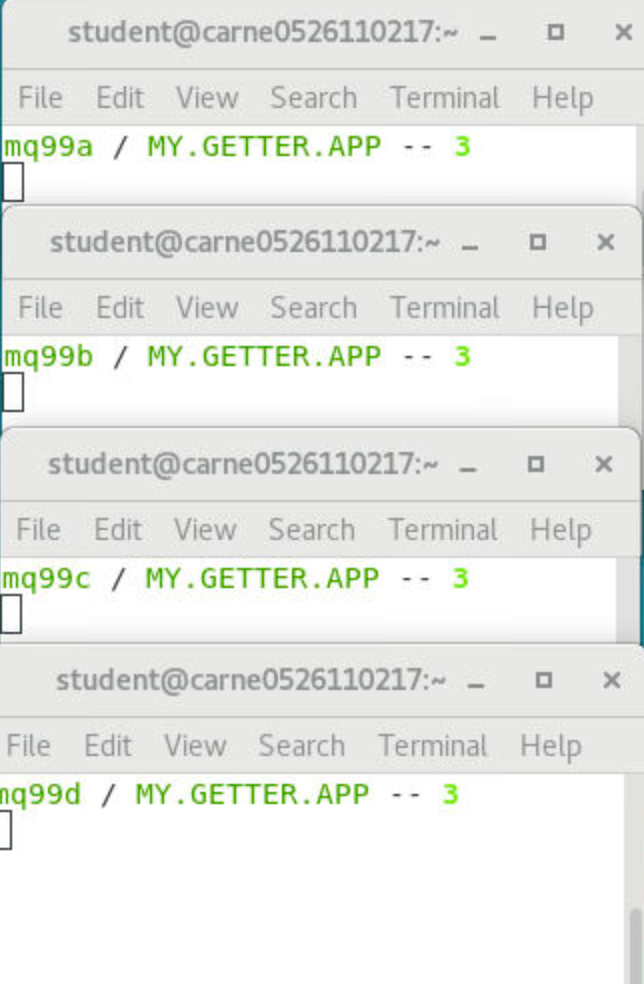 student@carne0526110217:~
File Edit View Search Terminal Help
mq99a / MY.GETTER.APP -- 3
student@carne0526110217:~
File Edit View Search Terminal Help
mq99b / MY.GETTER.APP -- 3
student@carne0526110217:~
File Edit View Search Terminal Help
mq99c / MY.GETTER.APP -- 3
student@carne0526110217:~
File Edit View Search Terminal Help
mq99d / MY.GETTER.APP -- 3